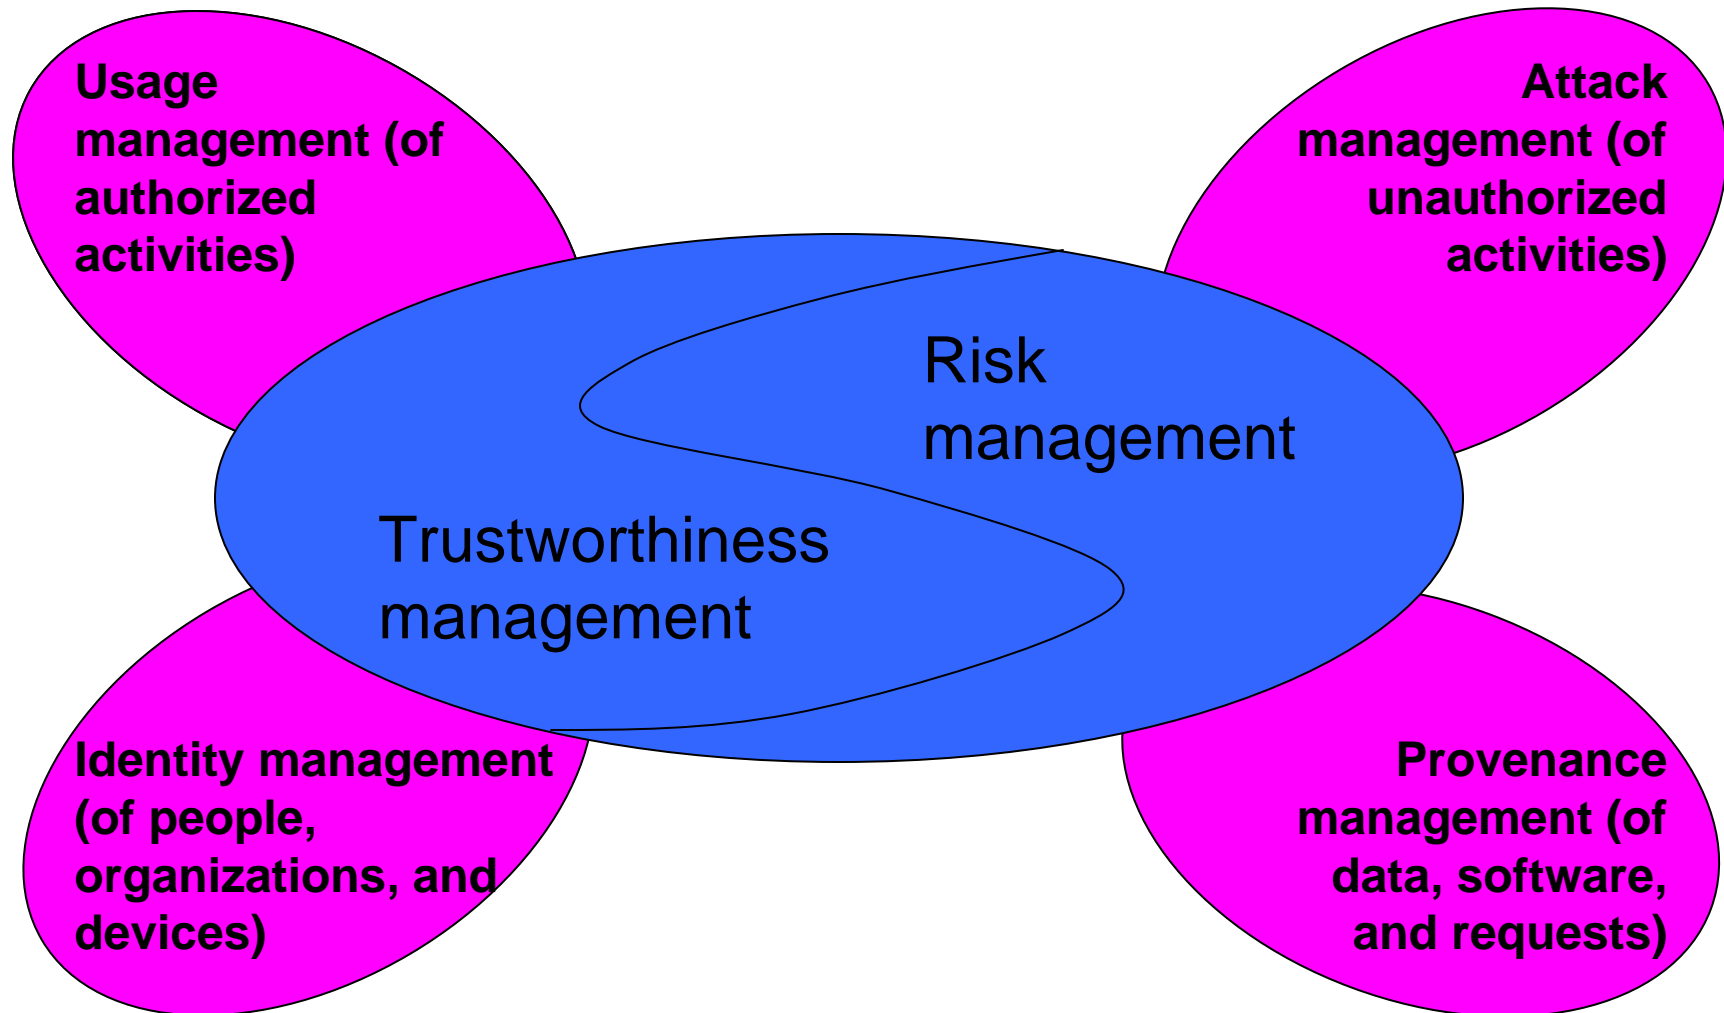 Usage
management (of
authorized
activities)
Attack
management (of
unauthorized
activities)
Risk
management
Trustworthiness
management
Identity management
(of people,
organizations, and
devices)
Provenance
management (of
data, software,
and requests)